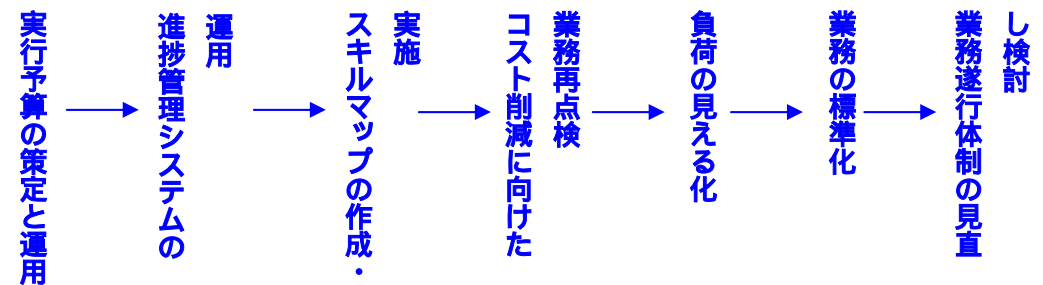 実行予算の策定と運用
進捗管理システムの
運用
スキルマップの作成・
実施
コスト削減に向けた
業務再点検
負荷の見える化
業務の標準化
業務遂行体制の見直
し検討